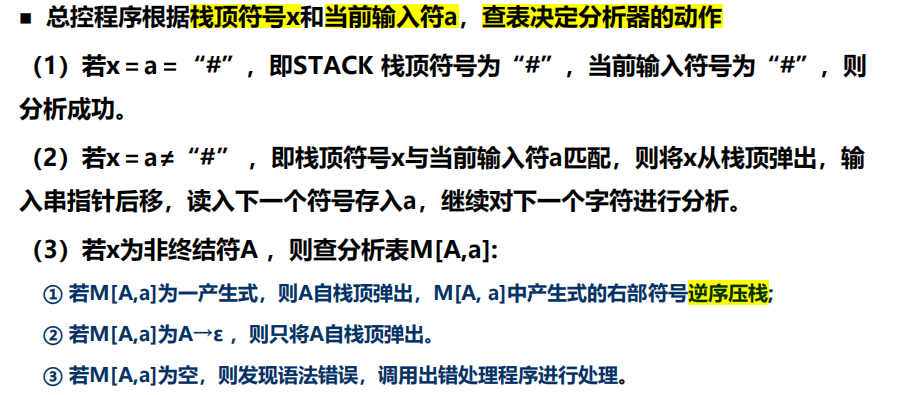 ■ 总控程序根据栈顶符号x和当前输入符a，查表决定分析器的动作
（1）若x＝a＝“#”，即STACK 栈顶符号为“#”，当前输入符号为“#”，则
分析成功。
（2）若x＝a≠“#” ，即栈顶符号x与当前输入符a匹配，则将x从栈顶弹出，输
入串指针后移，读入下一个符号存入a，继续对下一个字符进行分析。
（3）若x为非终结符A ，则查分析表M[A,a]:
① 若M[A,a]为一产生式，则A自栈顶弹出，M[A, a]中产生式的右部符号逆序压栈;
② 若M[A,a]为A→ε ，则只将A自栈顶弹出。
③ 若M[A,a]为空，则发现语法错误，调用出错处理程序进行处理。